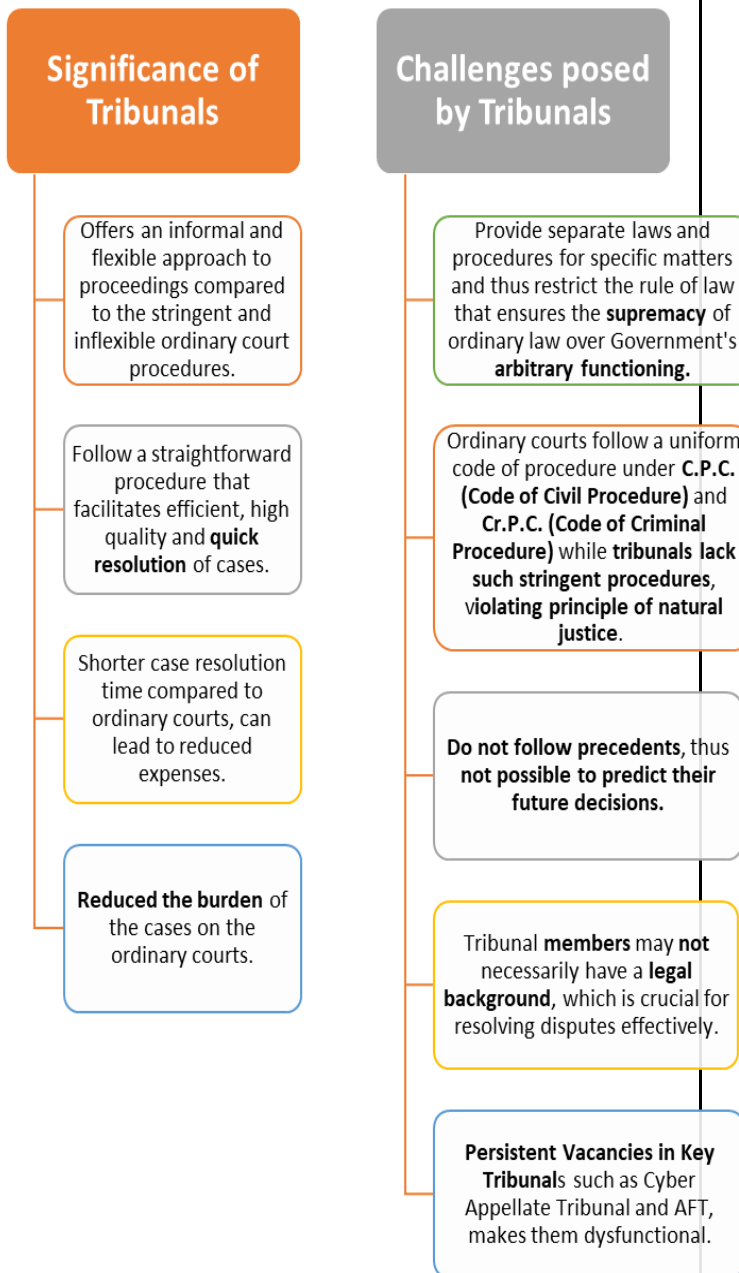 Significance of
Tribunals
Offers an informal and
flexible approach to
proceedings compared
to the stringent and
inflexible ordinary court
procedures.
Follow a straightforward
procedure that
facilitates efficient, high
quality and quick
resolution of cases.
Shorter case resolution
time compared to
ordinary courts, can
lead to reduced
expenses.
Reduced the burden of
the cases on the
ordinary courts.
Challenges posed
by Tribunals
Provide separate laws and
procedures for specific matters
and thus restrict the rule of law
that ensures the supremacy of
ordinary law over Government's
arbitrary functioning.
Ordinary courts follow a uniform
code of procedure under C.P.C.
(Code of Civil Procedure) and
Cr.P.C. (Code of Criminal
Procedure) while tribunals lack
such stringent procedures,
violating principle of natural
justice.
Do not follow precedents, thus
not possible to predict their
future decisions.
Tribunal members may not
necessarily have a legal
background, which is crucial for
resolving disputes effectively.
Persistent Vacancies in Key
Tribunals such as Cyber
Appellate Tribunal and AFT,
makes them dysfunctional.